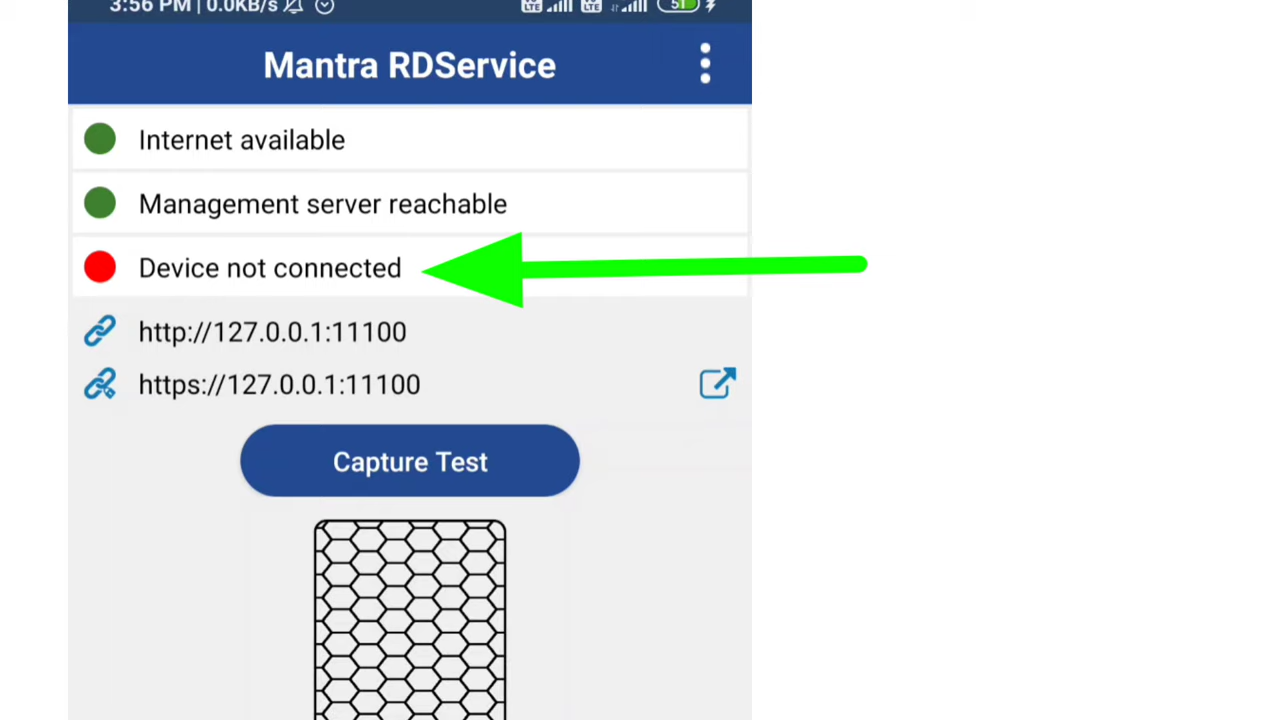 3:56 PM | 0.0KB/s
Mantra RDService
Internet available
Management server reachable
Device not connected
http://127.0.0.1:11100
https://127.0.0.1:11100
Capture Test